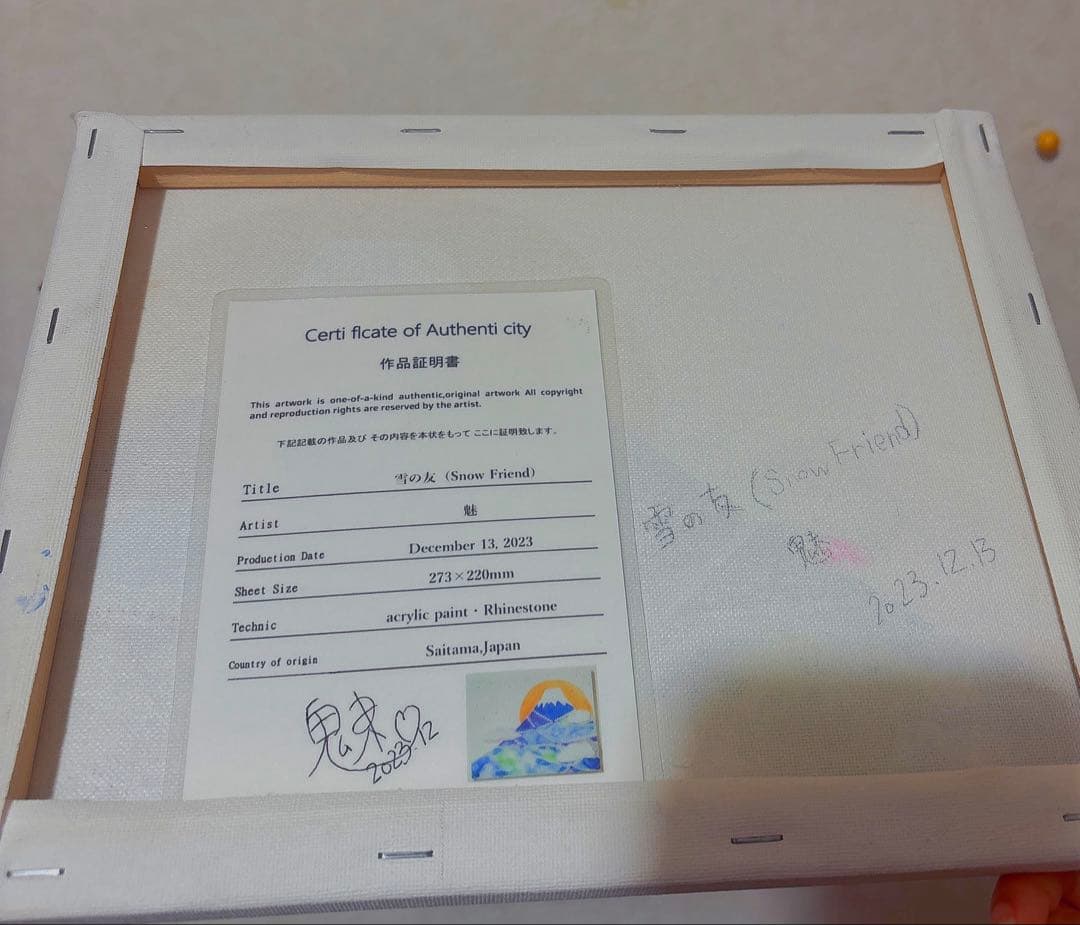 Certi ficate of Authenti city
作品証明書
This artwork is one-of-a-kind authentic,original artwork All copyright
and reproduction rights are reserved by the artist.
下記記載の作品及び その内容を本状をもって ここに証明致します。
Title 雪の友（Snow Friend)
Artist 魅
Production Date December 13, 2023
Sheet Size 273×220mm
Technic acrylic paint・Rhinestone
Country of origin Saitama,Japan
魅♡
2023.12
雪の友(Snow Friend)
魅
2023.12.13